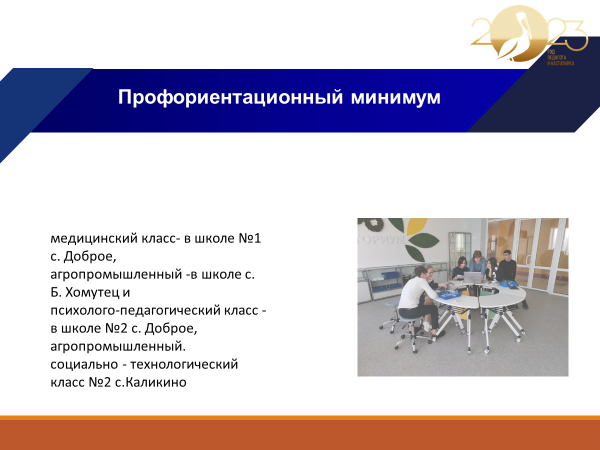 2023
ГОД
ПЕДАГОГА
И НАСТАВНИКА
Профориентационный минимум
медицинский класс- в школе №1
с. Доброе,
агропромышленный -в школе с.
Б. Хомутец и
психолого-педагогический класс -
в школе №2 с. Доброе,
агропромышленный.
социально - технологический
класс №2 с.Каликино